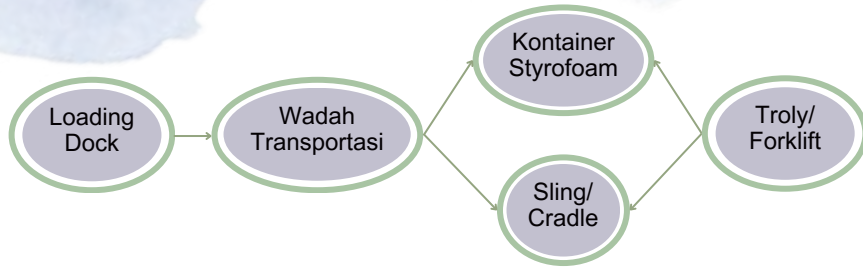 Loading
Dock
Wadah
Transportasi
Kontainer
Styrofoam
Sling/
Cradle
Troly/
Forklift